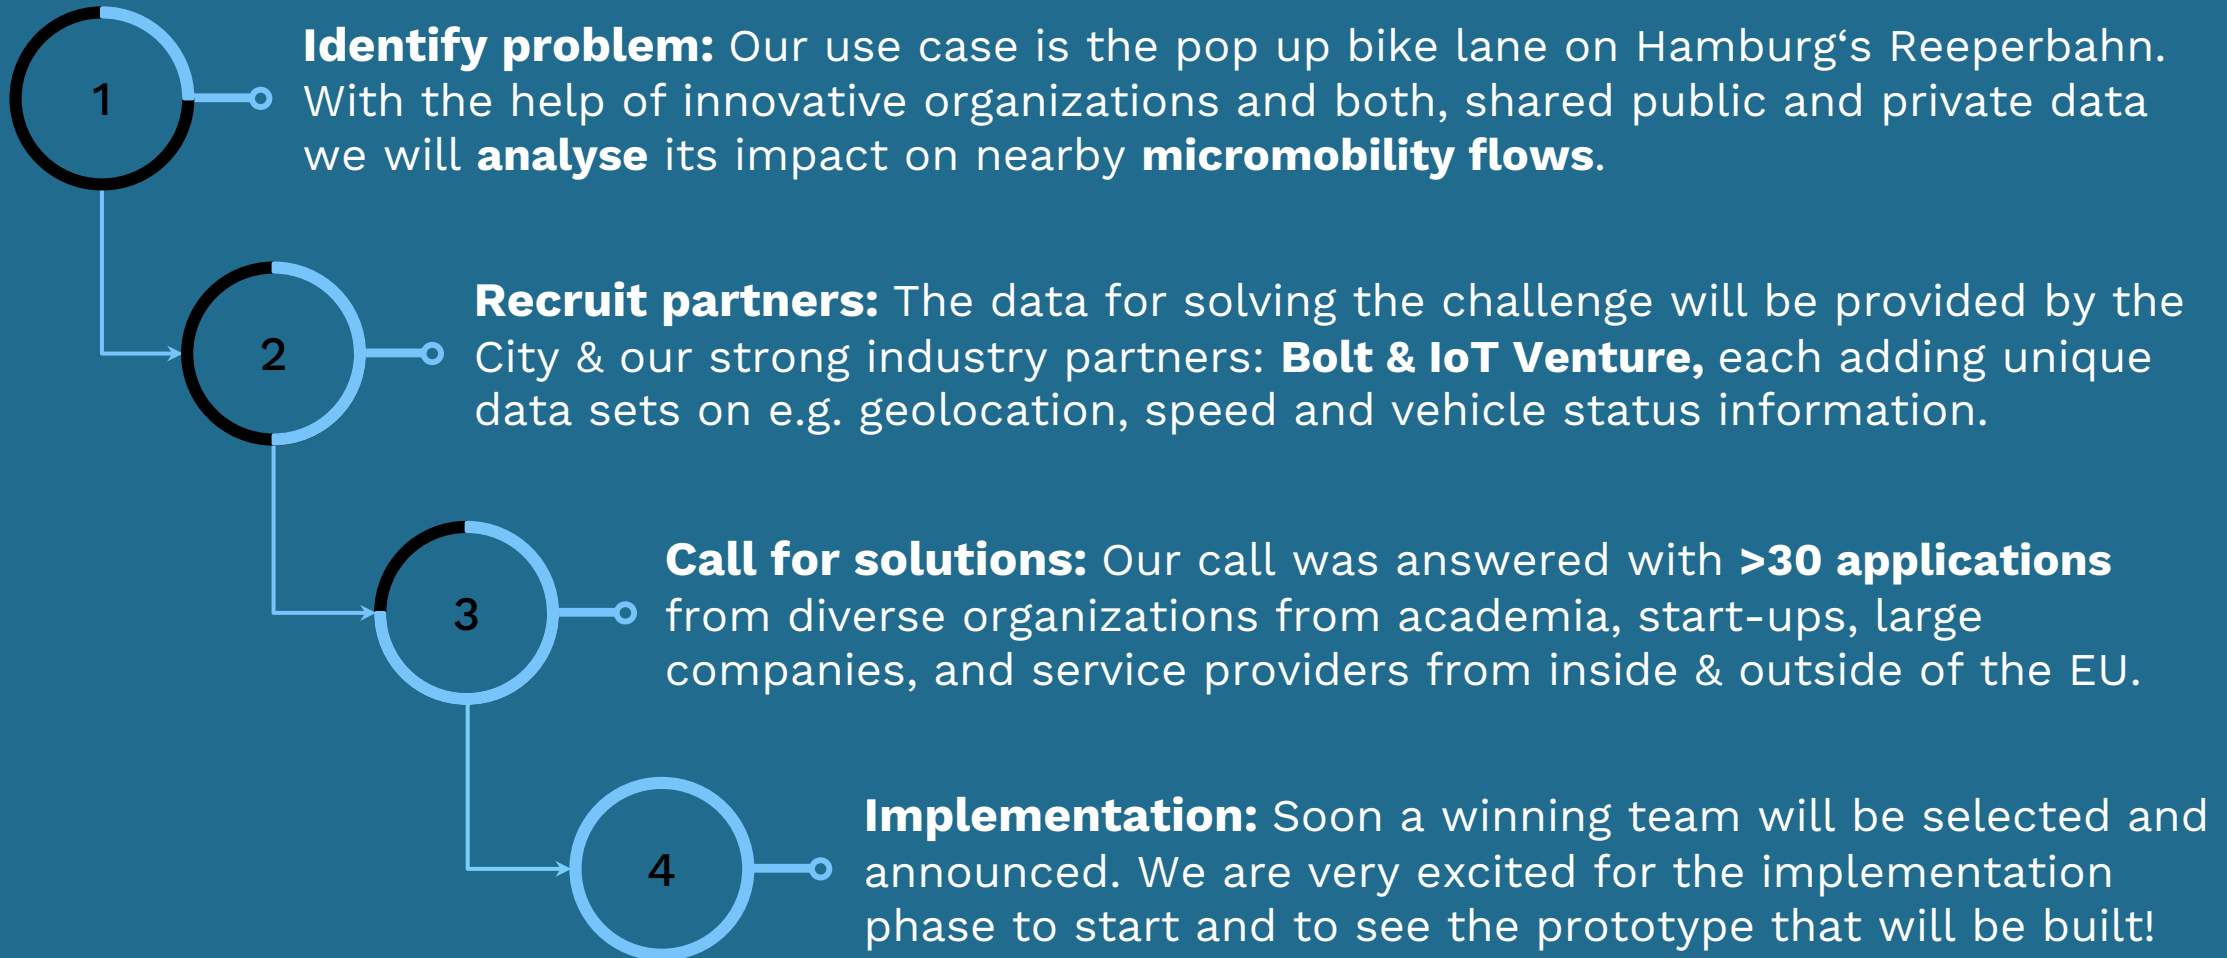 1
Identify problem: Our use case is the pop up bike lane on Hamburg‘s Reeperbahn.
With the help of innovative organizations and both, shared public and private data
we will analyse its impact on nearby micromobility flows.
2
Recruit partners: The data for solving the challenge will be provided by the
City & our strong industry partners: Bolt & IoT Venture, each adding unique
data sets on e.g. geolocation, speed and vehicle status information.
3
Call for solutions: Our call was answered with >30 applications
from diverse organizations from academia, start-ups, large
companies, and service providers from inside & outside of the EU.
4
Implementation: Soon a winning team will be selected and
announced. We are very excited for the implementation
phase to start and to see the prototype that will be built!